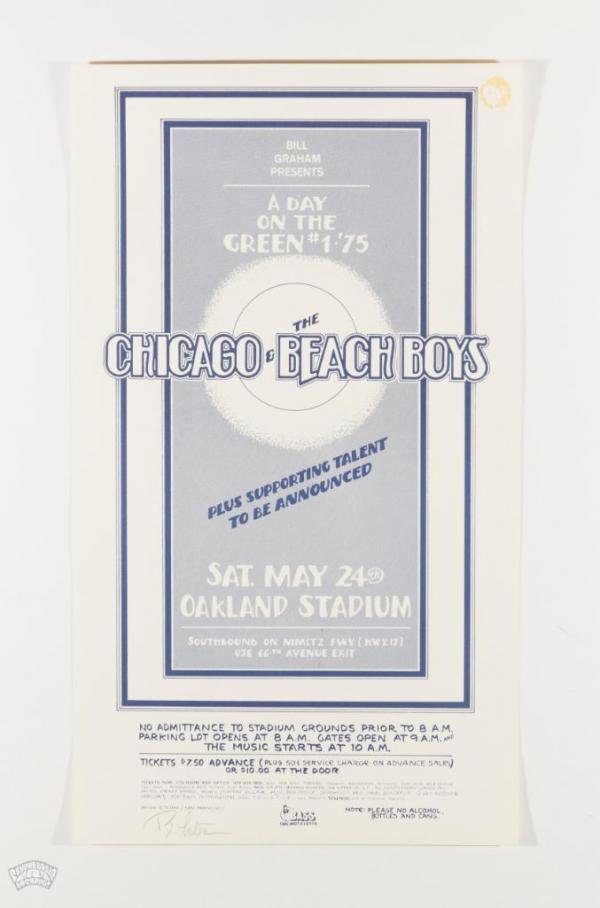 BILL
GRAHAM
PRESENTS
A DAY
ON THE
GREEN #1·'75
THE
CHICAGO & BEACH BOYS
PLUS SUPPORTING TALENT
TO BE ANNOUNCED
SAT. MAY 24TH
OAKLAND STADIUM
SOUTHBOUND ON NIMITZ FWY. (HWY. 17)
USE 66TH AVENUE EXIT
NO ADMITTANCE TO STADIUM GROUNDS PRIOR TO 8 A.M.
PARKING LOT OPENS AT 8 A.M. GATES OPEN AT 9 A.M. AND
THE MUSIC STARTS AT 10 A.M.
TICKETS $7.50 ADVANCE (PLUS 50¢ SERVICE CHARGE ON ADVANCE SALES)
OR $10.00 AT THE DOOR
BASS
NOTE: PLEASE NO ALCOHOL,
BOTTLES AND CANS.